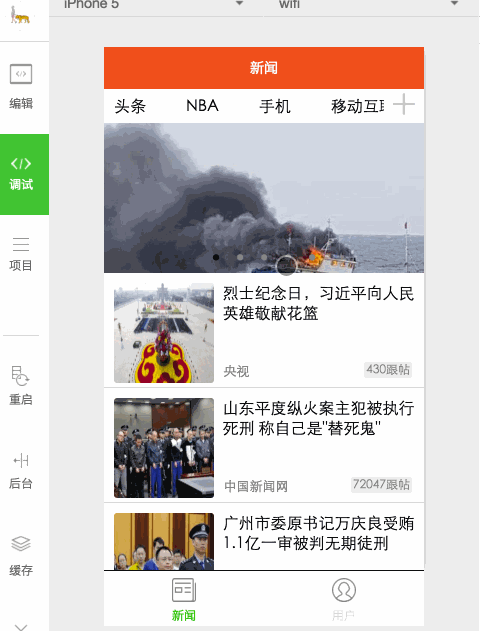 iPhone 5
wifi
编辑
调试
项目
重启
后台
缓存
新闻
头条 NBA 手机 移动互联
烈士纪念日，习近平向人民
英雄敬献花篮
央视 430跟帖
山东平度纵火案主犯被执行
死刑 称自己是"替死鬼"
中国新闻网 72047跟帖
广州市委原书记万庆良受贿
1.1亿一审被判无期徒刑
新闻 用户